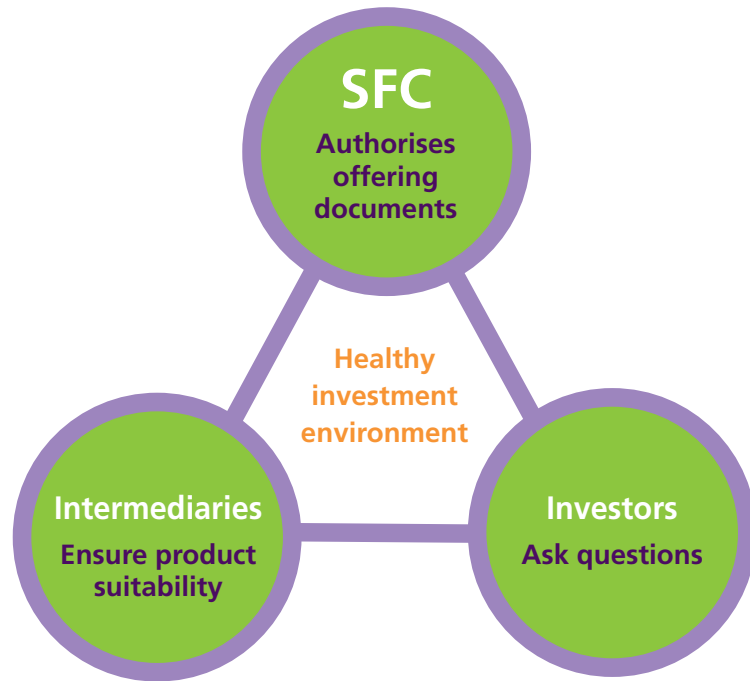 SFC
Authorises
offering
documents
Healthy
investment
environment
Intermediaries
Ensure product
suitability
Investors
Ask questions